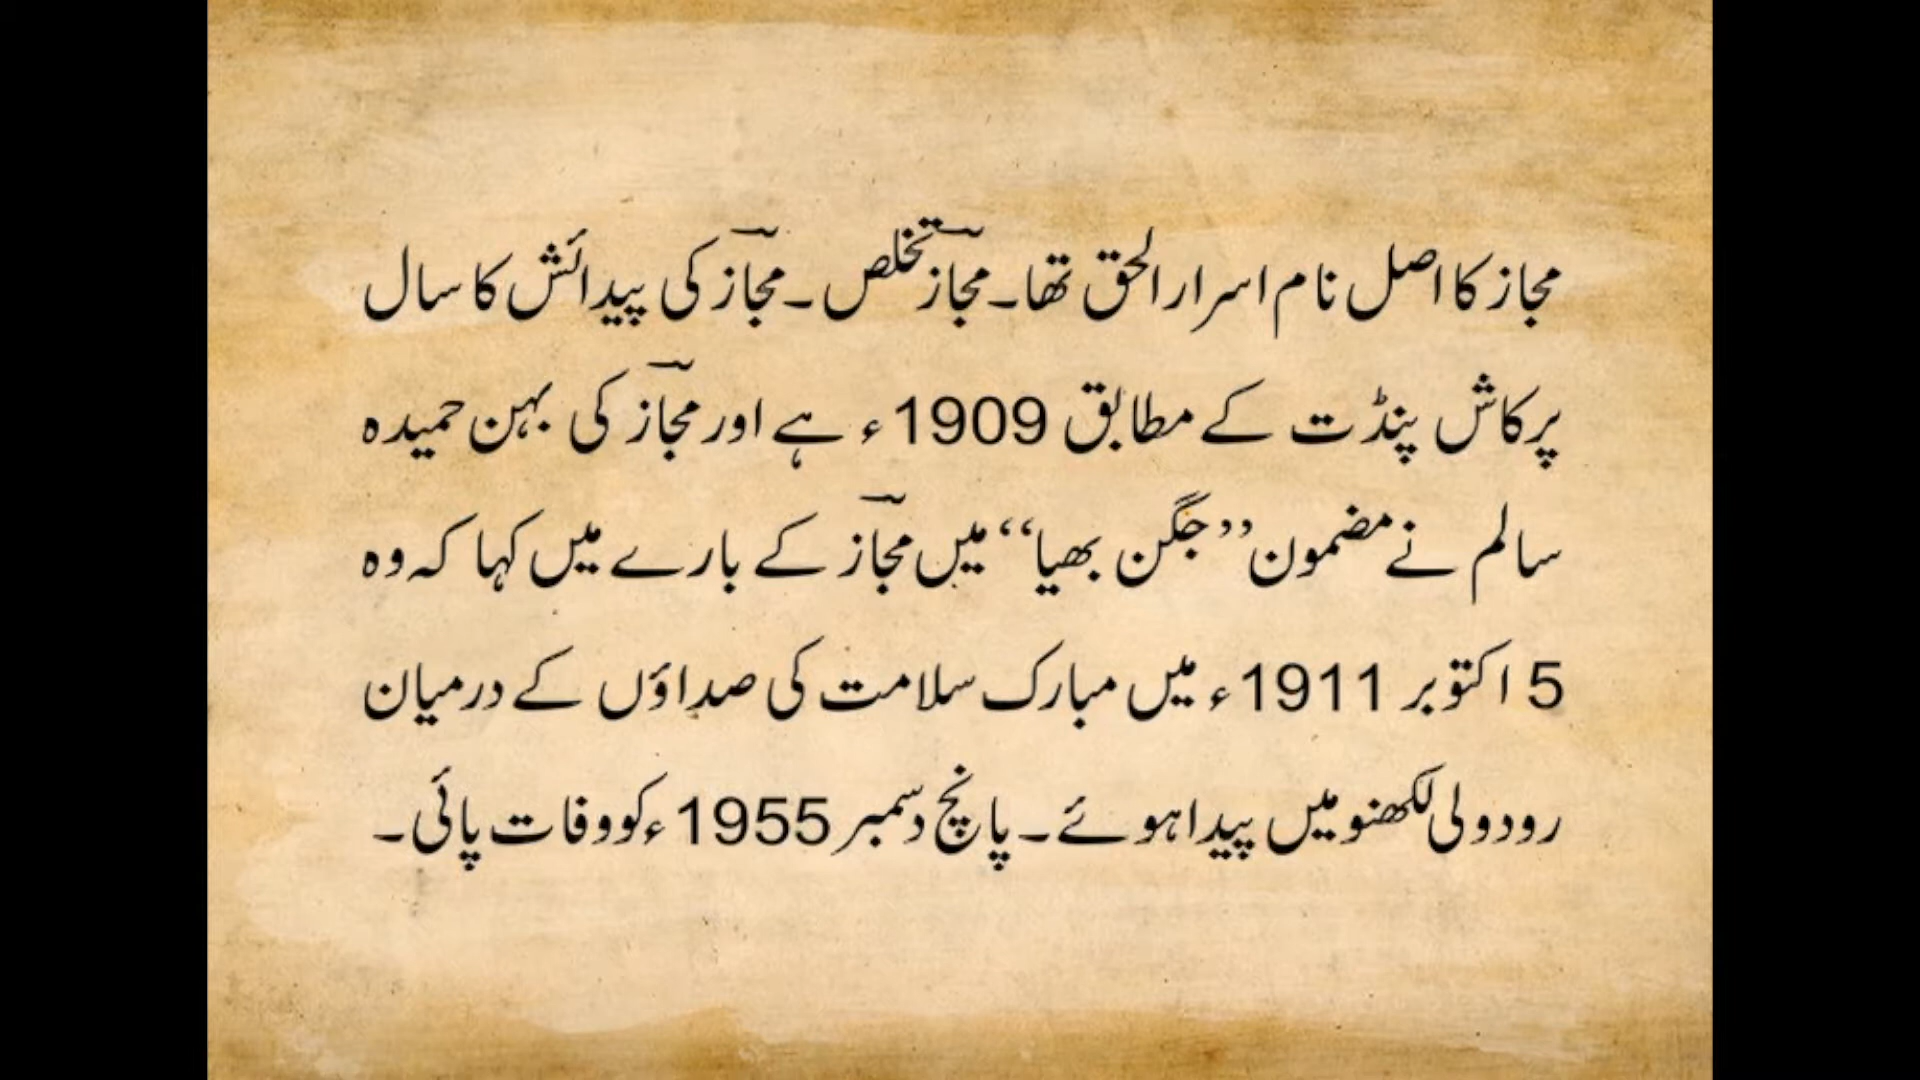 مجاز کا اصل نام اسرار الحق تھا۔ مجازؔ تخلص۔ مجازؔ کی پیدائش کا سال
پرکاش پنڈت کے مطابق 1909ء ہے اور مجازؔ کی بہن حمیدہ
سالم نے مضمون ’’جگن بھیا‘‘ میں مجازؔ کے بارے میں کہا کہ وہ
5 اکتوبر 1911ء میں مبارک سلامت کی صداؤں کے درمیان
رودولی لکھنو میں پیدا ہوئے۔ پانچ دسمبر 1955ء کو وفات پائی۔